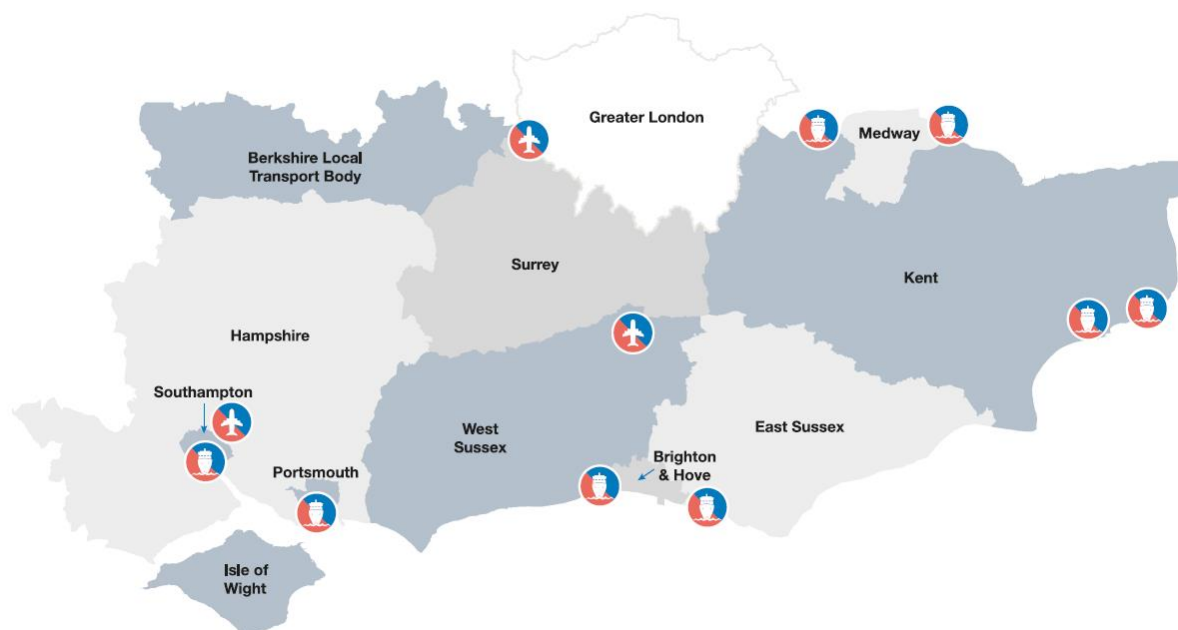 Greater London
Medway
Berkshire Local
Transport Body
Surrey
Kent
Hampshire
Southampton
West
Sussex
East Sussex
Brighton
& Hove
Portsmouth
Isle of
Wight